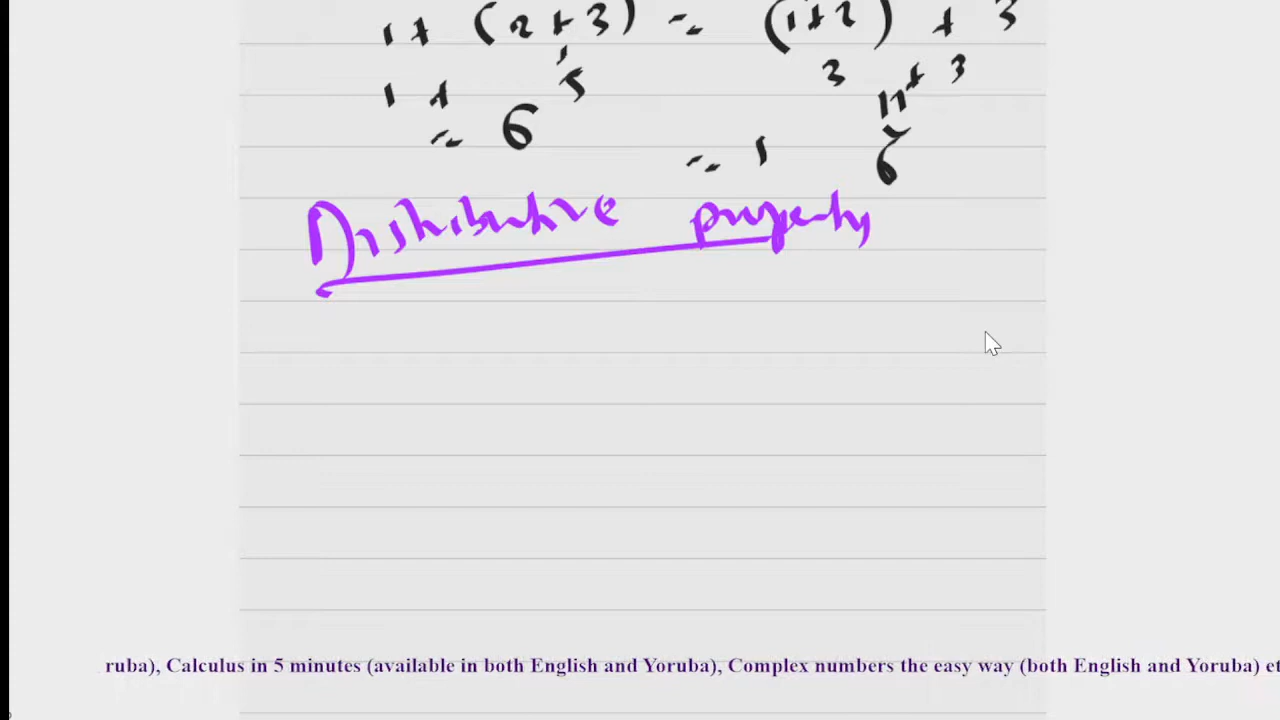 1+ (2+3) = (1+2) + 3
1 + 5 3 + 3
= 6
= 6
Distributive property
ruba), Calculus in 5 minutes (available in both English and Yoruba), Complex numbers the easy way (both English and Yoruba) et